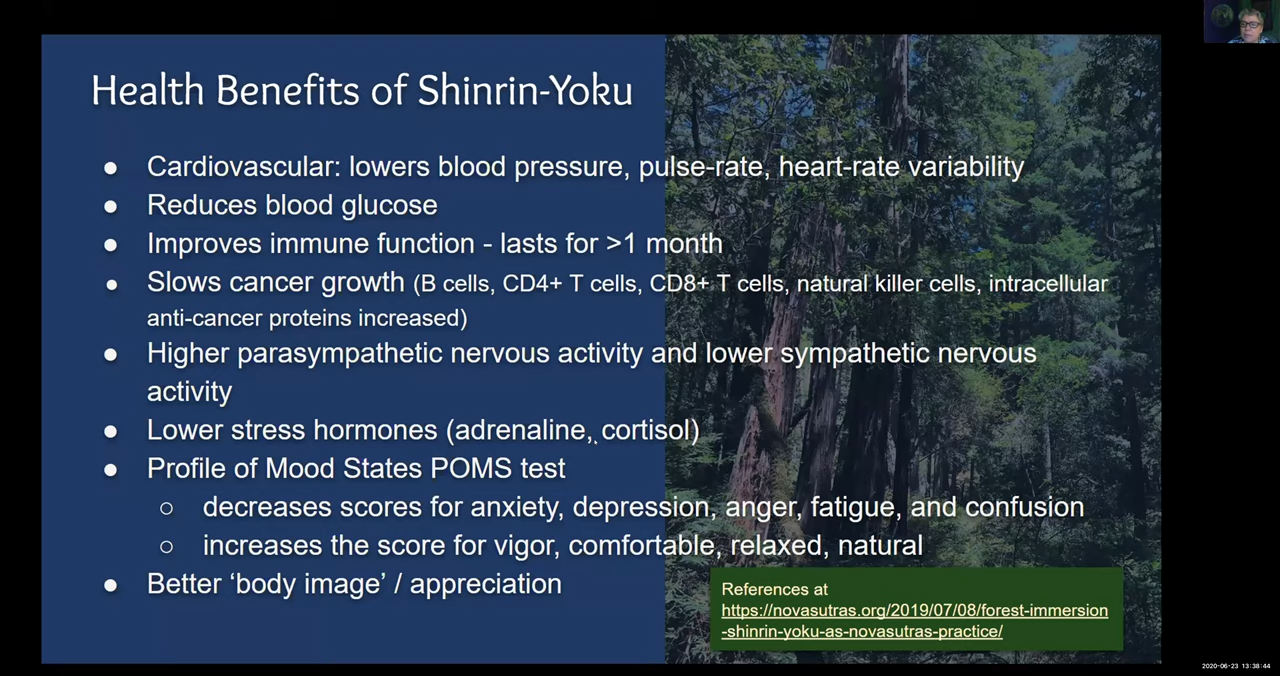 Health Benefits of Shinrin-Yoku
● Cardiovascular: lowers blood pressure, pulse-rate, heart-rate variability
● Reduces blood glucose
● Improves immune function - lasts for >1 month
● Slows cancer growth (B cells, CD4+ T cells, CD8+ T cells, natural killer cells, intracellular
anti-cancer proteins increased)
● Higher parasympathetic nervous activity and lower sympathetic nervous
activity
● Lower stress hormones (adrenaline, cortisol)
● Profile of Mood States POMS test
○ decreases scores for anxiety, depression, anger, fatigue, and confusion
○ increases the score for vigor, comfortable, relaxed, natural
● Better ‘body image’ / appreciation
References at
https://novasutras.org/2019/07/08/forest-immersion
-shinrin-yoku-as-novasutras-practice/
2020-06-23 13:38:44